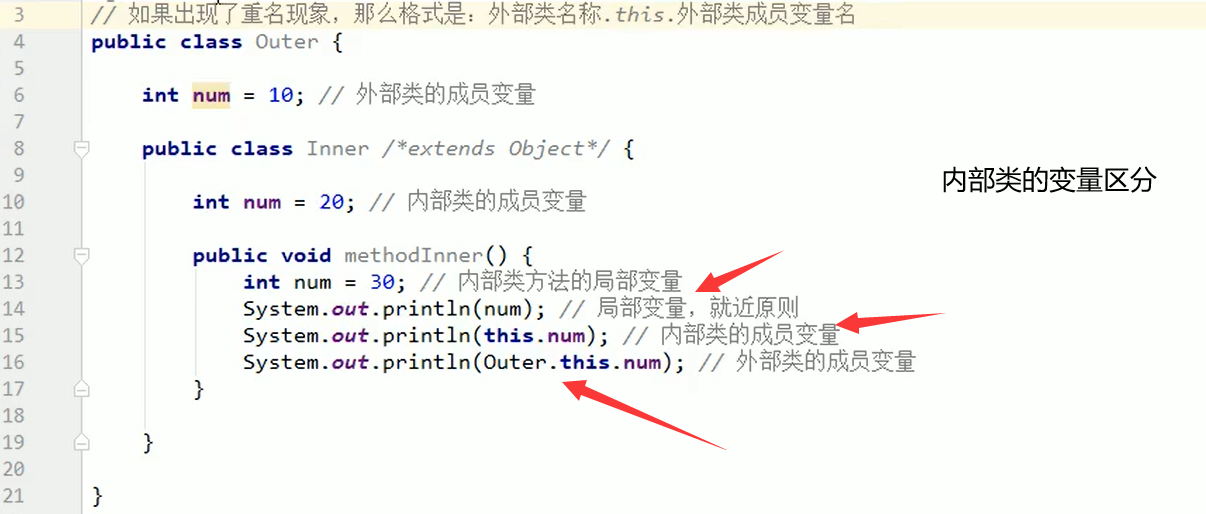 3 // 如果出现了重名现象，那么格式是：外部类名称.this.外部类成员变量名
4 public class Outer {
5
6 int num = 10; // 外部类的成员变量
7
8 public class Inner /*extends Object*/ {
9
内部类的变量区分
10 int num = 20; // 内部类的成员变量
11
12 public void methodInner() {
13 int num = 30; // 内部类方法的局部变量
14 System.out.println(num); // 局部变量，就近原则
15 System.out.println(this.num); // 内部类的成员变量
16 System.out.println(Outer.this.num); // 外部类的成员变量
17 }
18
19 }
20
21 }